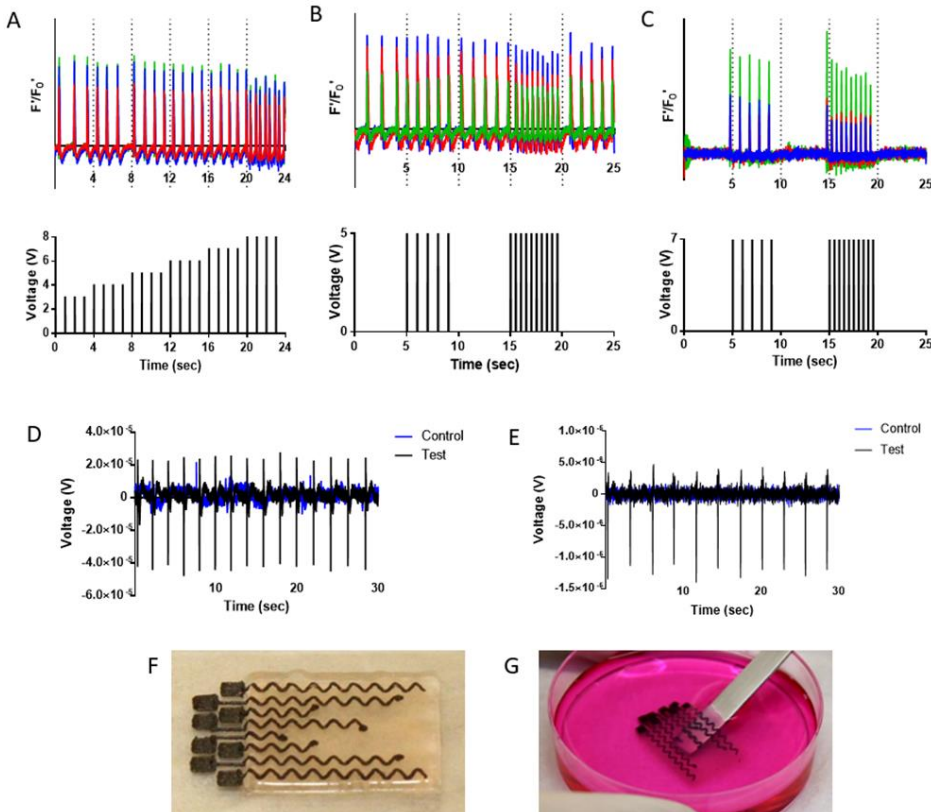 A
F'/F₀'
4 8 12 16 20 24
8
6
4
2
0
Voltage (V)
0 4 8 12 16 20 24
Time (sec)
B
F'/F₀'
5 10 15 20 25
5
0
Voltage (V)
0 5 10 15 20 25
Time (sec)
C
F'/F₀'
5 10 15 20 25
7
0
Voltage (V)
0 5 10 15 20 25
Time (sec)
D
4.0×10⁻⁵
2.0×10⁻⁵
0
-2.0×10⁻⁵
-4.0×10⁻⁵
-6.0×10⁻⁵
Voltage (V)
10 20 30
Time (sec)
Control
Test
E
1.0×10⁻⁵
5.0×10⁻⁶
0
-5.0×10⁻⁶
-1.0×10⁻⁵
-1.5×10⁻⁵
Voltage (V)
10 20 30
Time (sec)
Control
Test
F
G